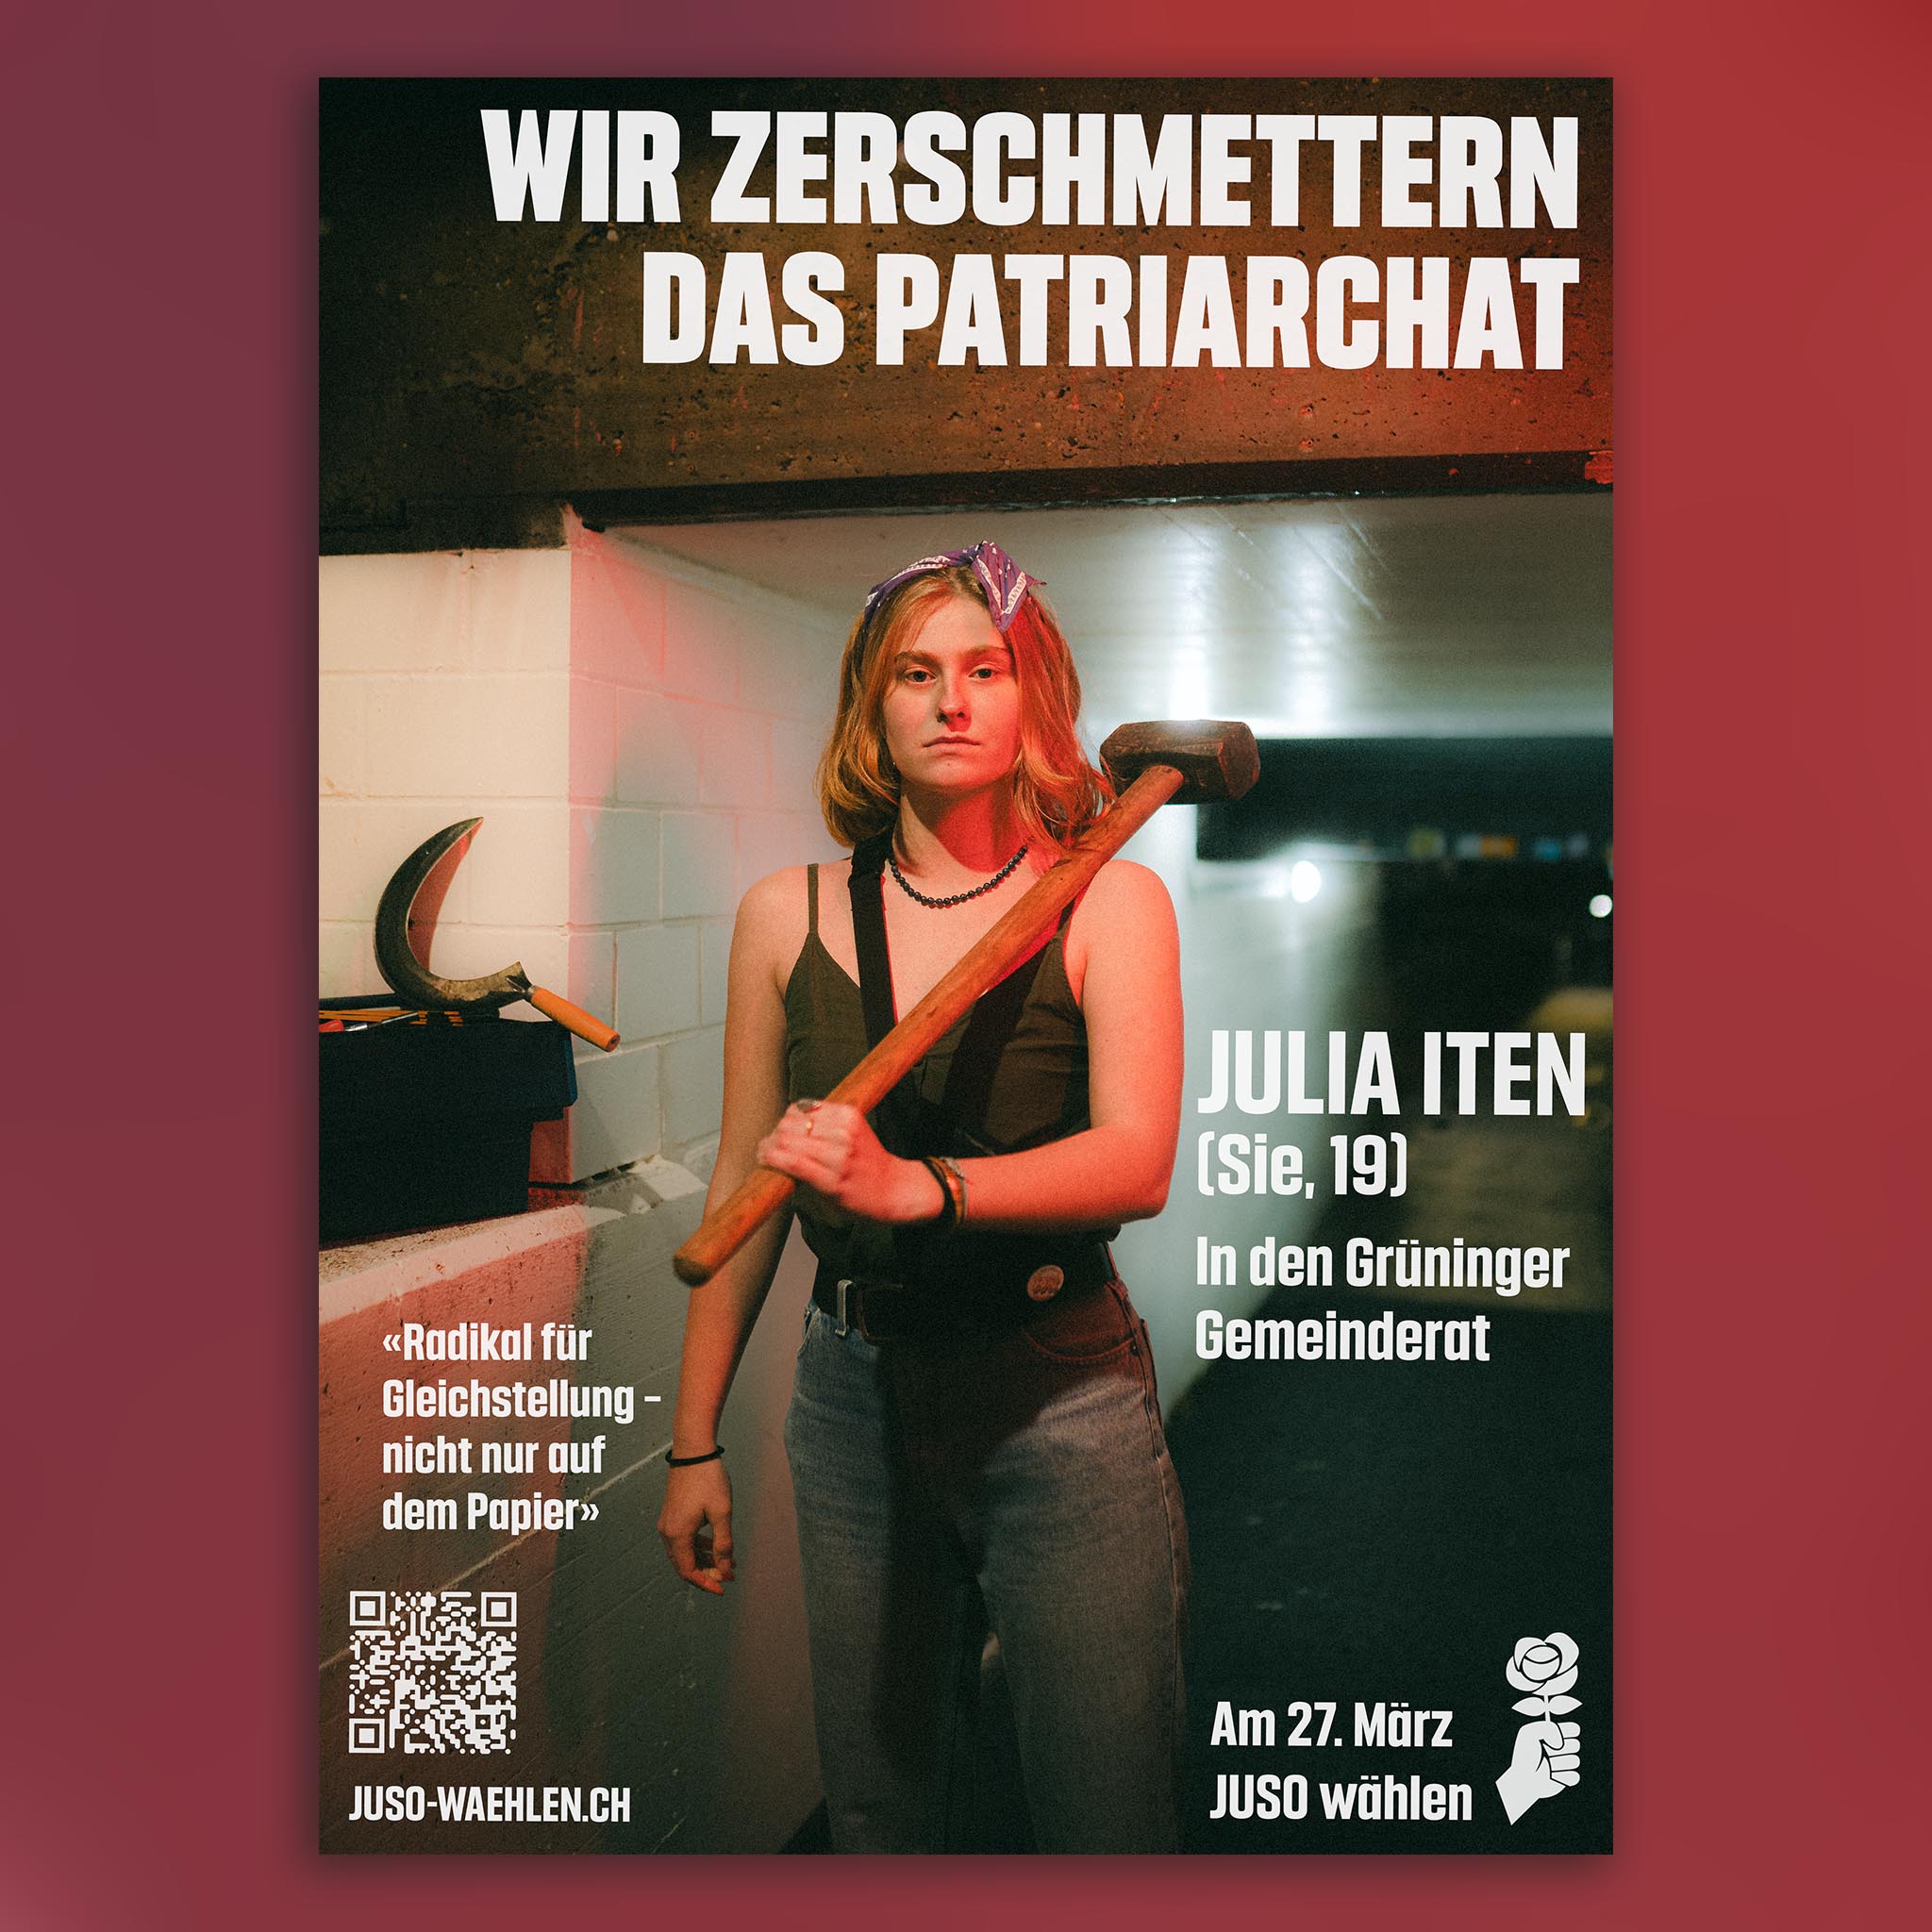 WIR ZERSCHMETTERN
DAS PATRIARCHAT
JULIA ITEN
(Sie, 19)
In den Grüninger
Gemeinderat
«Radikal für
Gleichstellung –
nicht nur auf
dem Papier»
JUSO-WAEHLEN.CH
Am 27. März
JUSO wählen